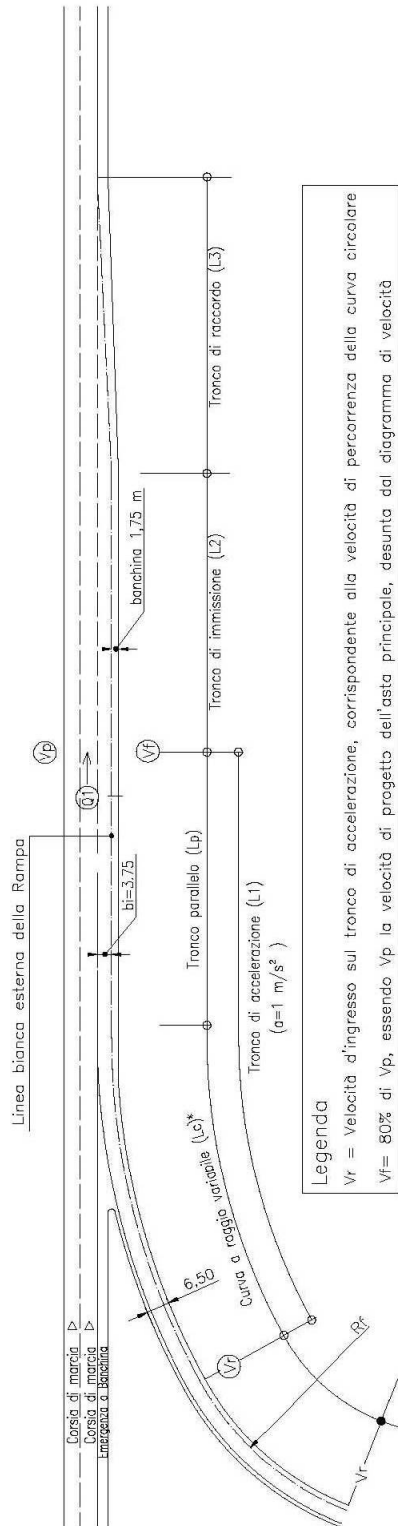 Linea bianca esterna della Rampa
Corsia di marcia ▷
Corsia di marcia ▷
Emergenza o Banchina
Vp
Q1
bi=3.75
banchina 1,75 m
6,50
Vr
Vf
Curva a raggio variabile (Lc)*
Tronco parallelo (Lp)
Tronco di immissione (L2)
Tronco di raccordo (L3)
Tronco di accelerazione (L1)
(a=1 m/s² )
Rf
Vr
Legenda
Vr = Velocità d'ingresso sul tronco di accelerazione, corrispondente alla velocità di percorrenza della curva circolare
Vf= 80% di Vp, essendo Vp la velocità di progetto dell'asta principale, desunta dal diagramma di velocità